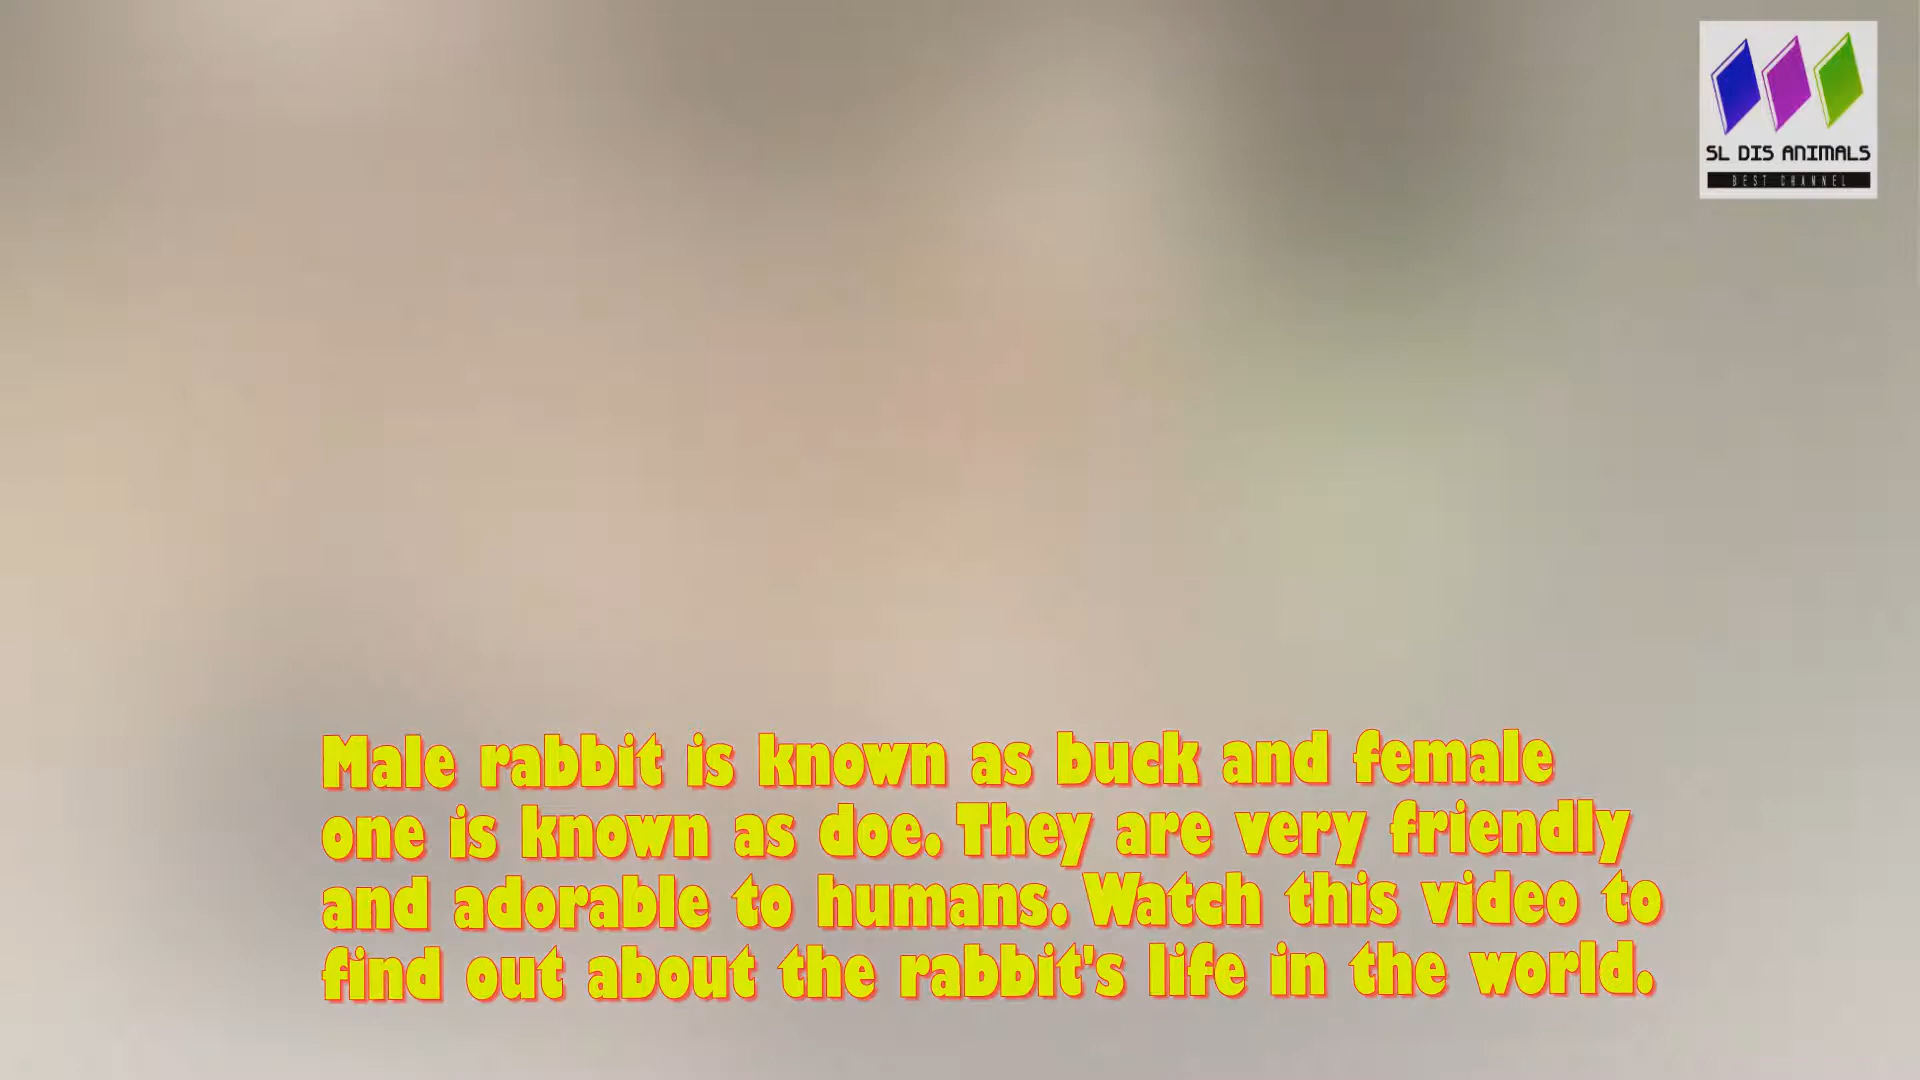 SL DIS ANIMALS
BEST CHANNEL
Male rabbit is known as buck and female
one is known as doe. They are very friendly
and adorable to humans. Watch this video to
find out about the rabbit's life in the world.